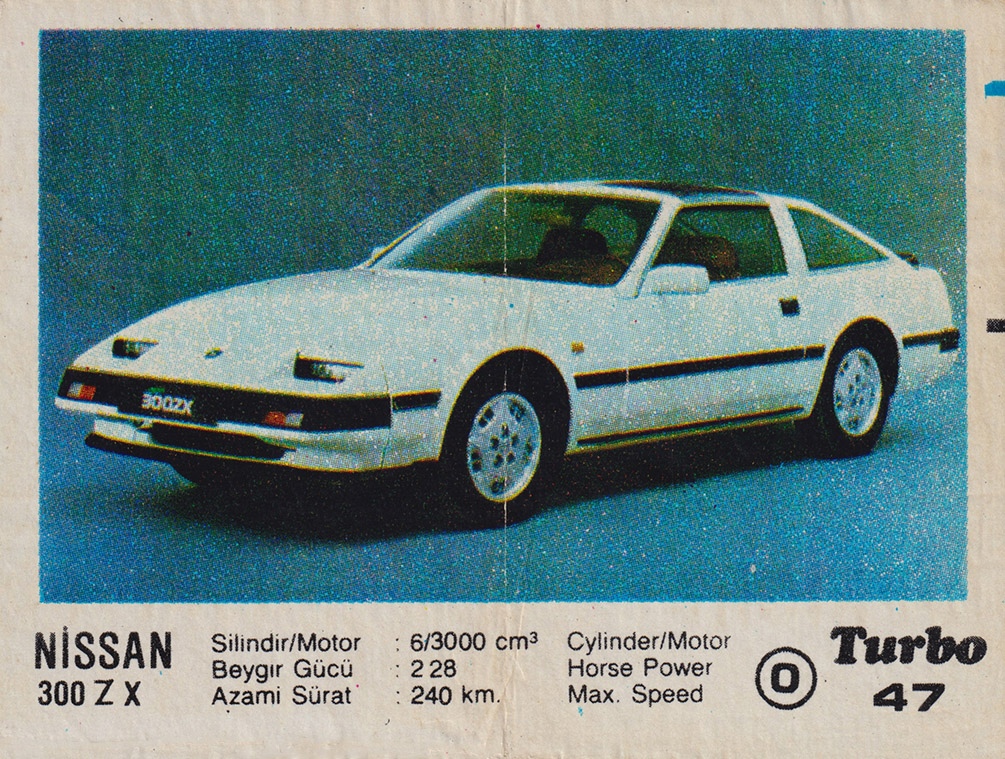 300ZX
NİSSAN
300 Z X
Silindir/Motor : 6/3000 cm³ Cylinder/Motor
Beygır Gücü : 228 Horse Power
Azami Sürat : 240 km. Max. Speed
O
Turbo
47